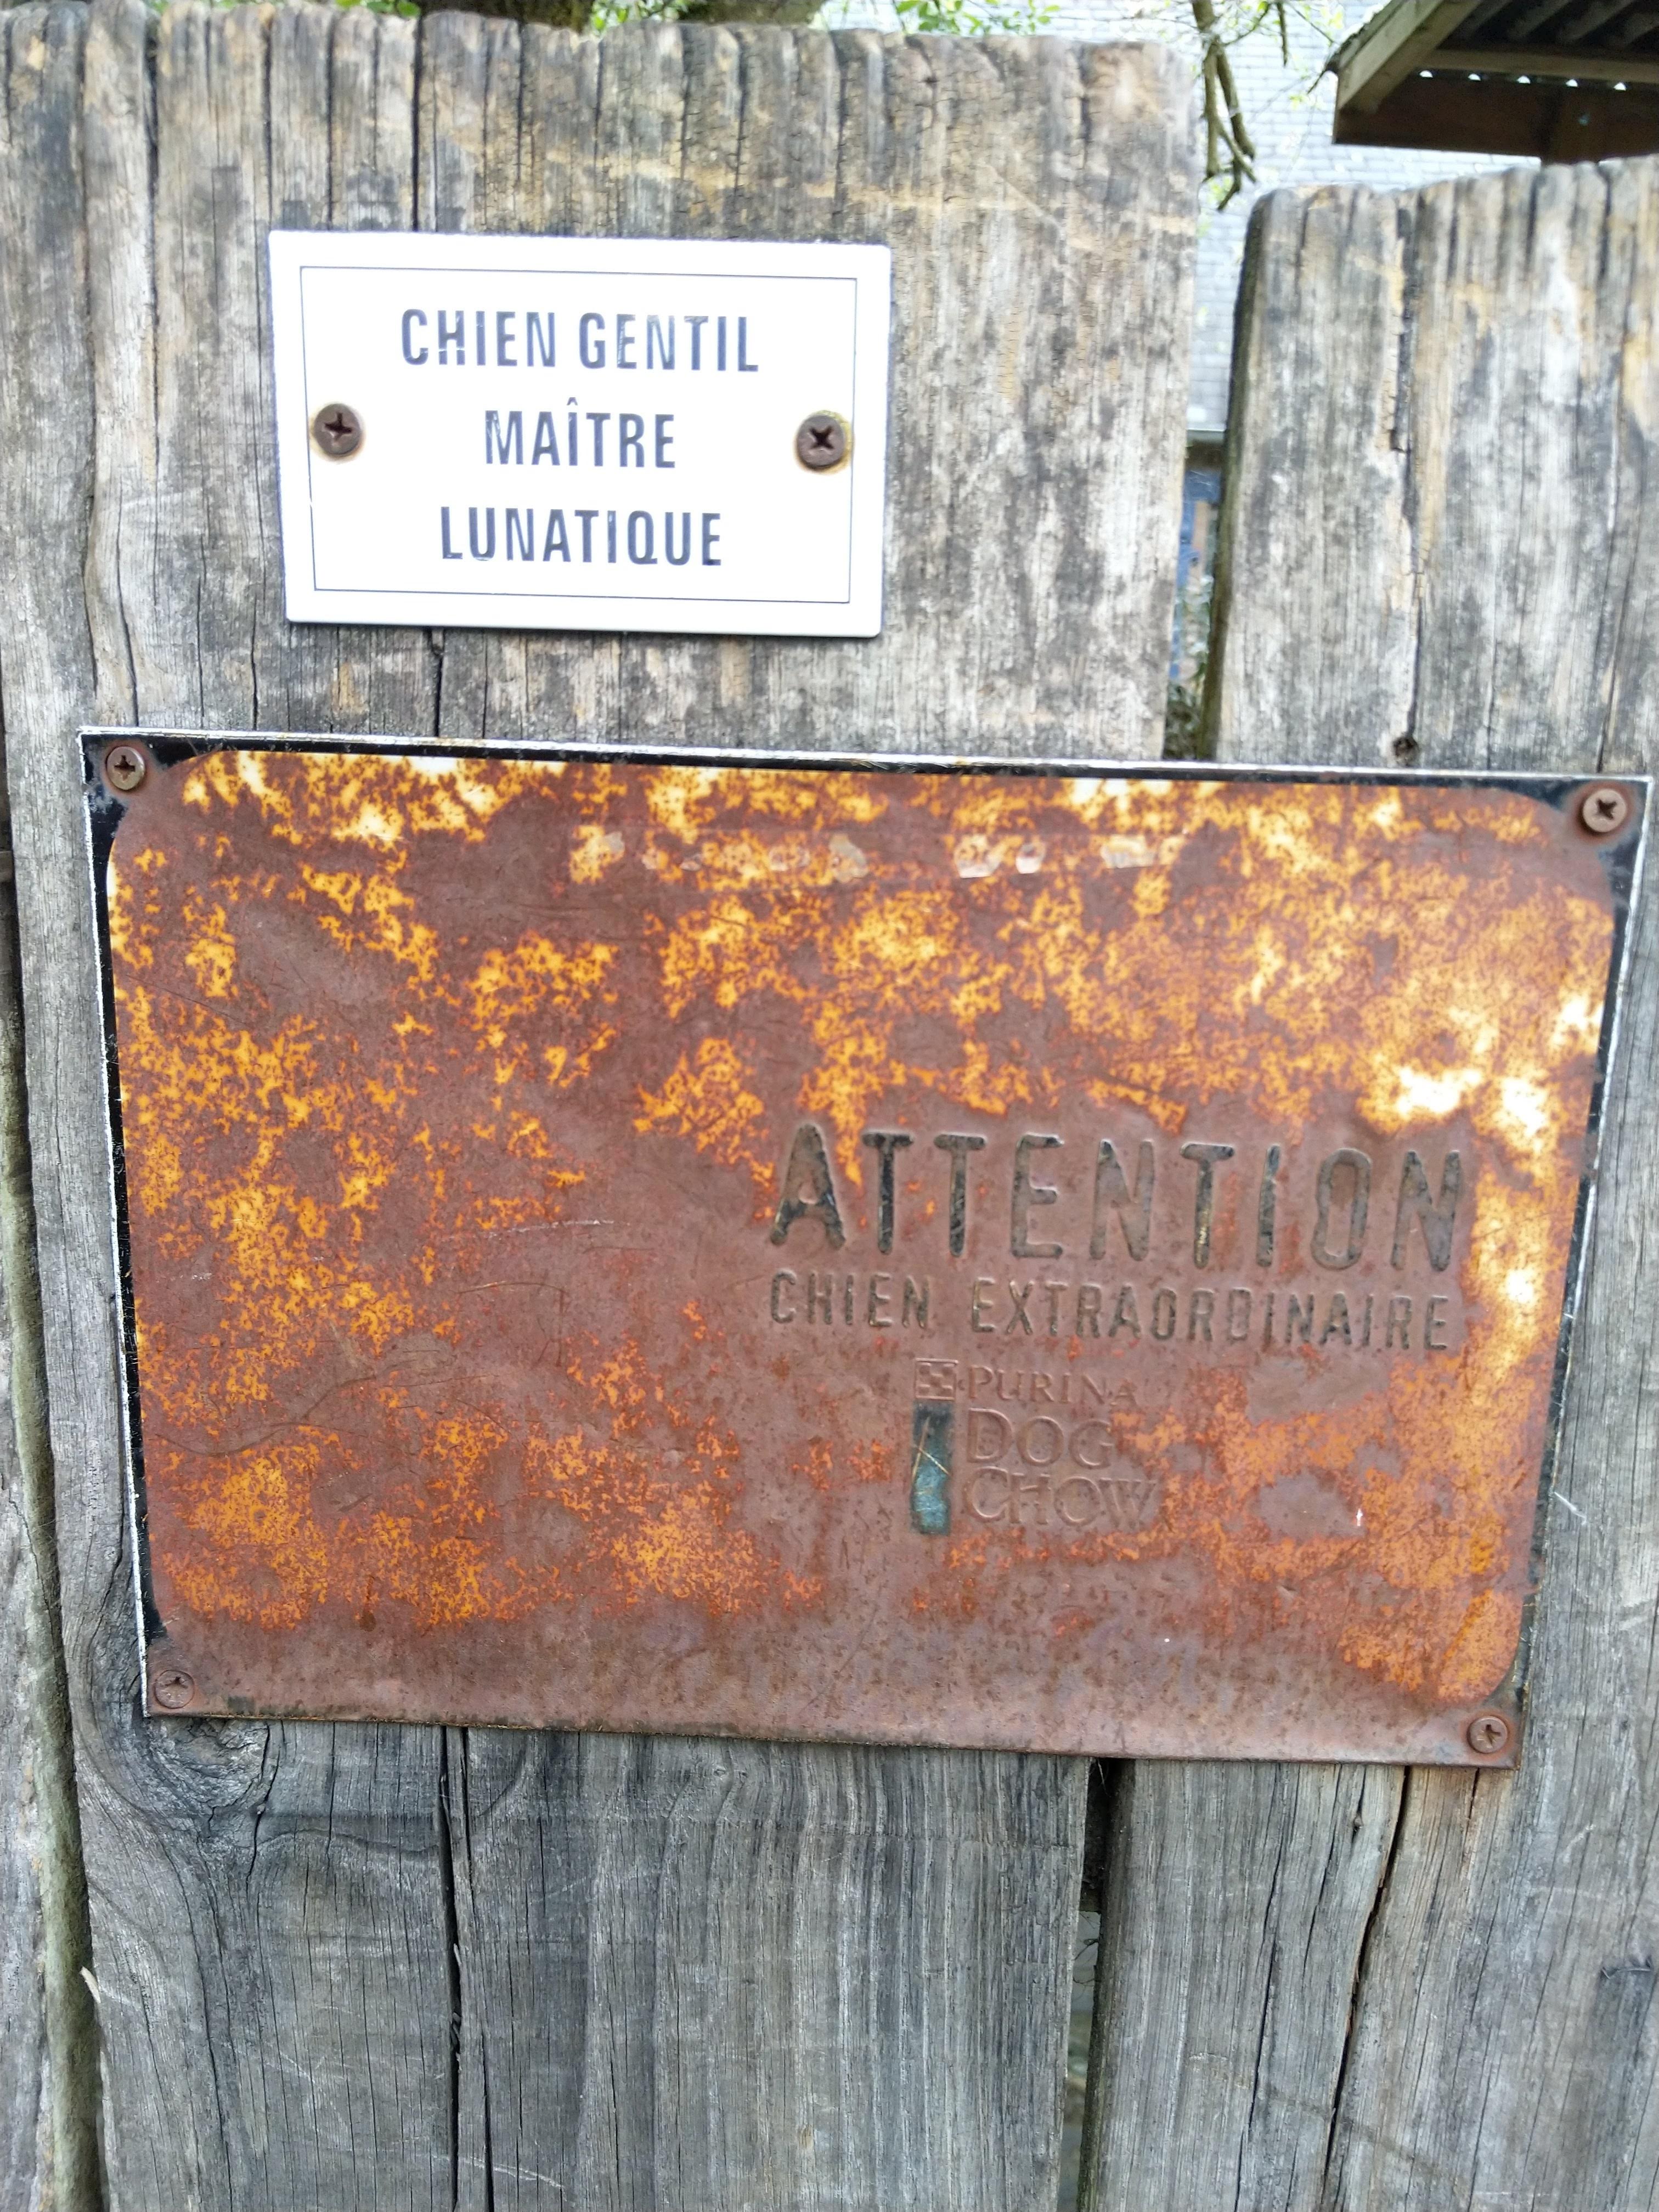 CHIEN GENTIL
MAÎTRE
LUNATIQUE
ATTENTION
CHIEN EXTRAORDINAIRE
PURINA
DOG
CHOW